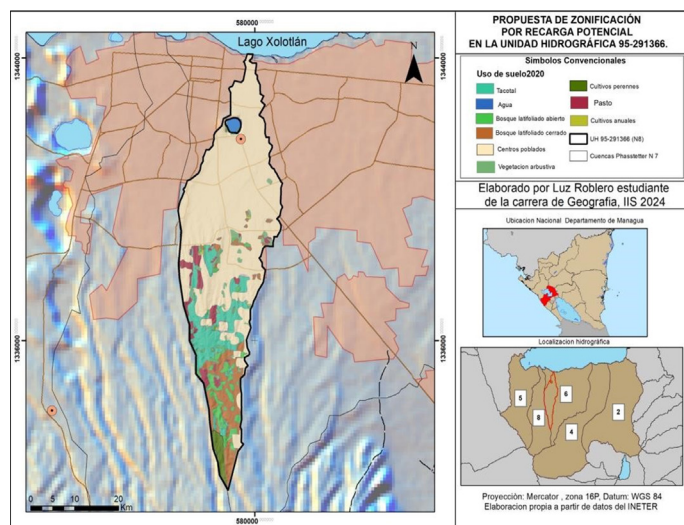 580000
Lago Xolotlán
N
1344000
1344000
1336000
1336000
0 5 10 20
Km
580000
PROPUESTA DE ZONIFICACIÓN
POR RECARGA POTENCIAL
EN LA UNIDAD HIDROGRÁFICA 95-291366.
Simbolos Convencionales
Uso de suelo2020
Tacotal
Agua
Bosque latifoliado abierto
Bosque latifoliado cerrado
Centros poblados
Vegetacion arbustiva
Cultivos perennes
Pasto
Cultivos anuales
UH 95-291366 (N8)
Cuencas Phasstetter N 7
Elaborado por Luz Roblero estudiante
de la carrera de Geografia, IIS 2024
Ubicacion Nacional Departamento de Managua
Localizacion hidrográfica
5
6
8
2
4
Proyección: Mercator , zona 16P, Datum: WGS 84
Elaboracion propia a partir de datos del INETER